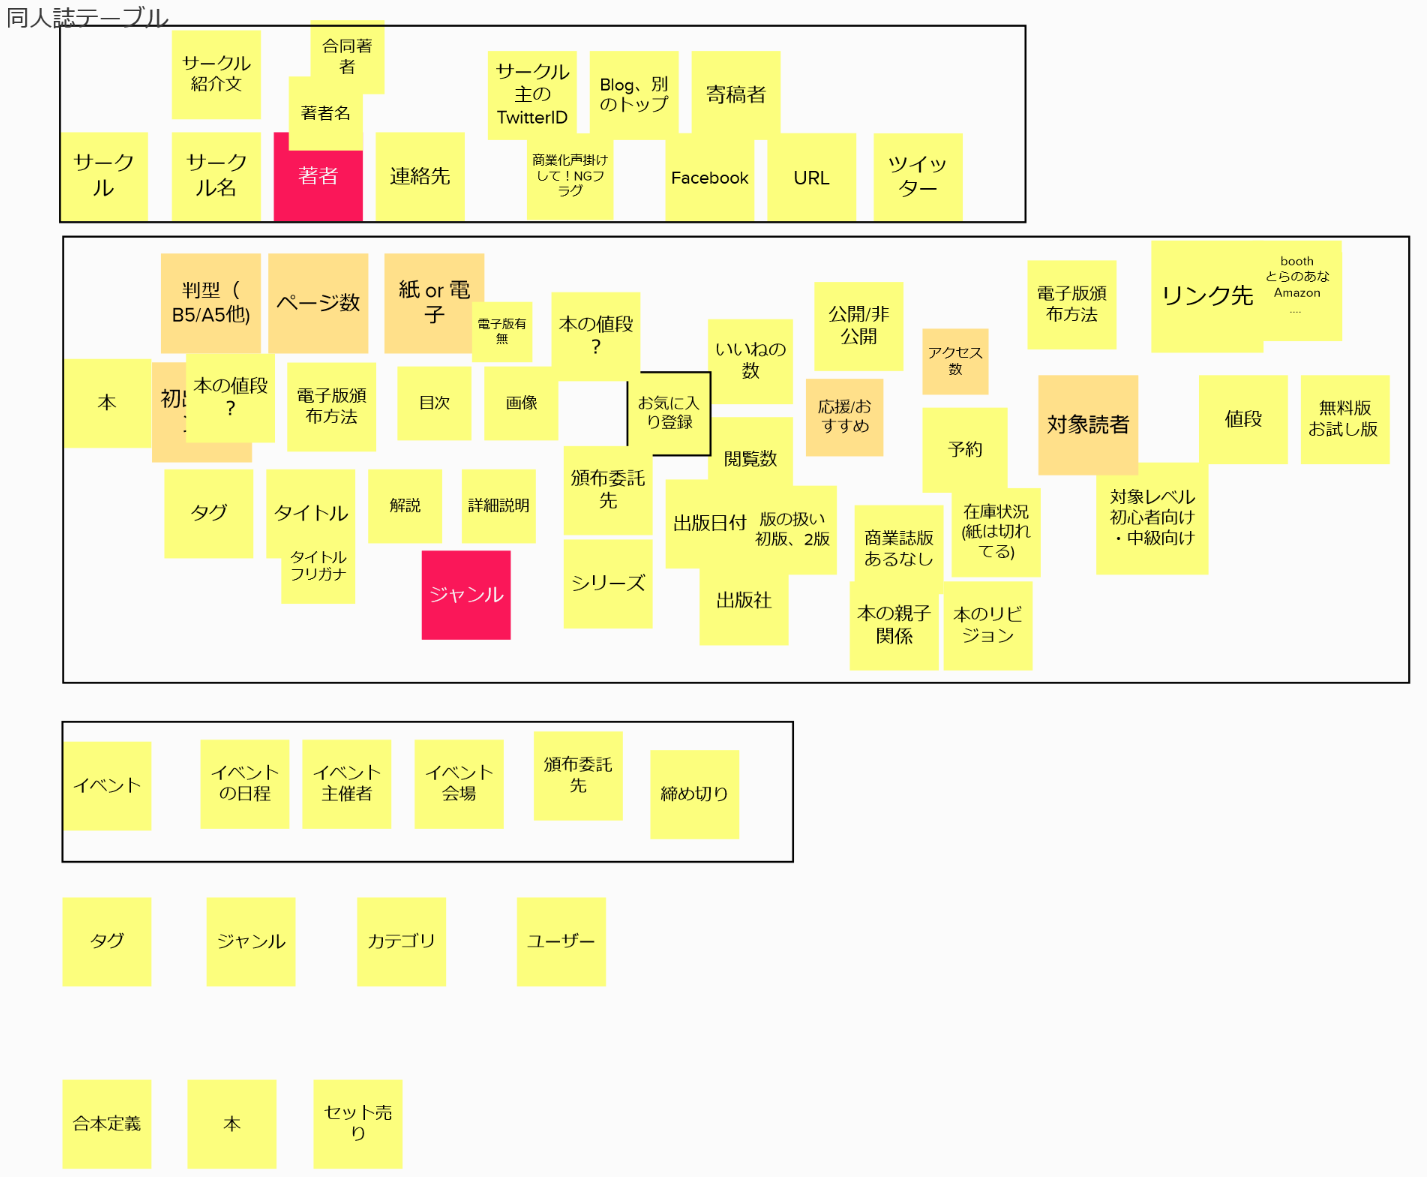 同人誌テーブル
サークル
紹介文
合同著
者
著者名
サークル
主の
TwitterID
Blog、別
のトップ
寄稿者
サーク
ル
サーク
ル名
著者
連絡先
商業化声掛け
して！NGフ
ラグ
Facebook
URL
ツイッ
ター
判型（
B5/A5他)
ページ数
紙 or 電
子
電子版有
無
本の値段
？
いいねの
数
公開/非
公開
アクセス
数
電子版頒
布方法
リンク先
booth
とらのあな
Amazon
....
本
初
本の値段
？
電子版頒
布方法
目次
画像
お気に入
り登録
応援/お
すすめ
対象読者
値段
無料版
お試し版
閲覧数
予約
タグ
タイトル
解説
詳細説明
頒布委託
先
出版日付
版の扱い
初版、2版
商業誌版
あるなし
在庫状況
(紙は切れ
てる)
対象レベル
初心者向け
・中級向け
タイトル
フリガナ
ジャンル
シリーズ
出版社
本の親子
関係
本のリビ
ジョン
イベント
イベント
の日程
イベント
主催者
イベント
会場
頒布委託
先
締め切り
タグ
ジャンル
カテゴリ
ユーザー
合本定義
本
セット売
り